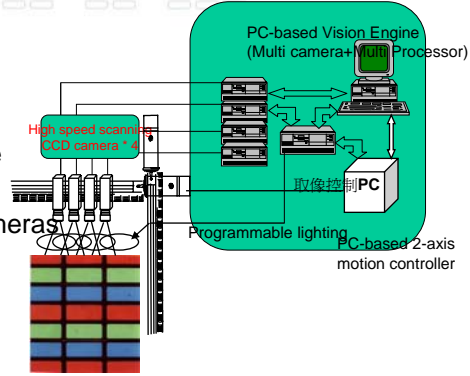 PC-based Vision Engine
(Multi camera+Multi Processor)
High speed scanning
CCD camera * 4
e
取像控制PC
meras
Programmable lighting
PC-based 2-axis
motion controller